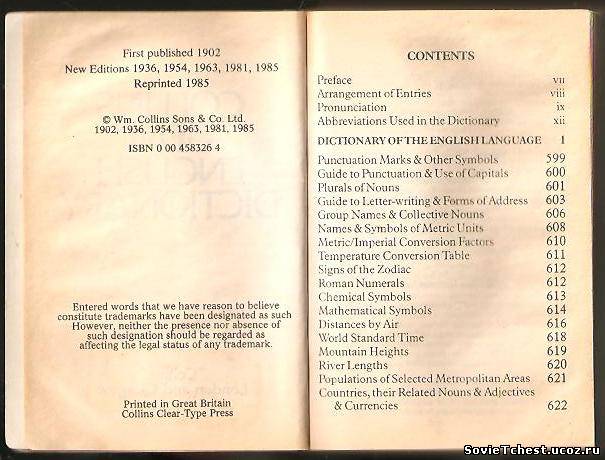 First published 1902
New Editions 1936, 1954, 1963, 1981, 1985
Reprinted 1985
© Wm. Collins Sons & Co. Ltd.
1902, 1936, 1954, 1963, 1981, 1985
ISBN 0 00 458326 4
Entered words that we have reason to believe
constitute trademarks have been designated as such
However, neither the presence nor absence of
such designation should be regarded as
affecting the legal status of any trademark.
Printed in Great Britain
Collins Clear-Type Press
CONTENTS
Preface vii
Arrangement of Entries viii
Pronunciation ix
Abbreviations Used in the Dictionary xii
DICTIONARY OF THE ENGLISH LANGUAGE 1
Punctuation Marks & Other Symbols 599
Guide to Punctuation & Use of Capitals 600
Plurals of Nouns 601
Guide to Letter-writing & Forms of Address 603
Group Names & Collective Nouns 606
Names & Symbols of Metric Units 608
Metric/Imperial Conversion Factors 610
Temperature Conversion Table 611
Signs of the Zodiac 612
Roman Numerals 612
Chemical Symbols 613
Mathematical Symbols 614
Distances by Air 616
World Standard Time 618
Mountain Heights 619
River Lengths 620
Populations of Selected Metropolitan Areas 621
Countries, their Related Nouns & Adjectives
& Currencies 622
SovieTchest.ucoz.ru